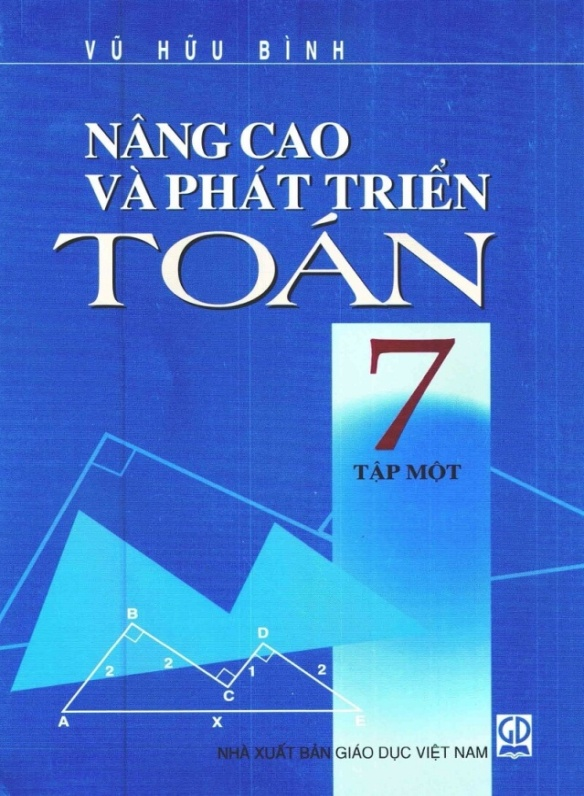 VŨ HỮU BÌNH
NÂNG CAO
VÀ PHÁT TRIỂN
TOÁN
7
TẬP MỘT
B
D
2
2
1
2
C
A
X
E
NHÀ XUẤT BẢN GIÁO DỤC VIỆT NAM
GD